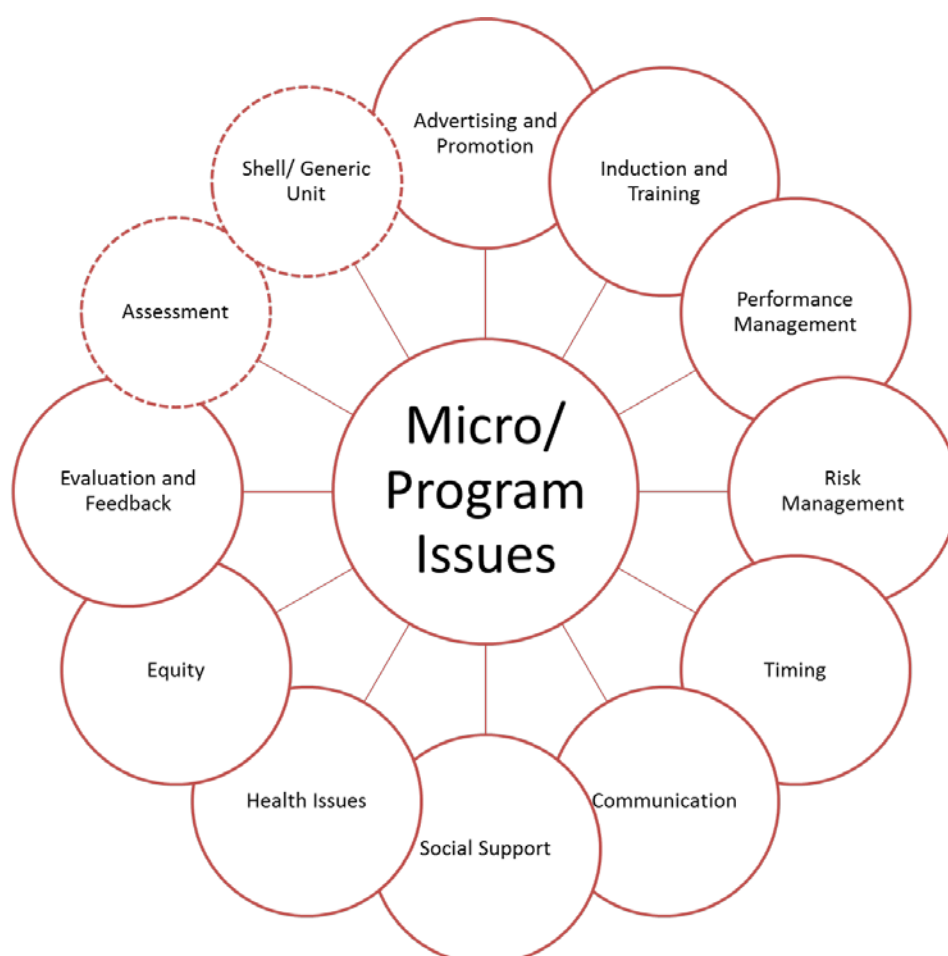 Advertising and
Promotion
Induction and
Training
Performance
Management
Risk
Management
Timing
Communication
Social Support
Health Issues
Equity
Evaluation and
Feedback
Assessment
Shell/ Generic
Unit
Micro/
Program
Issues